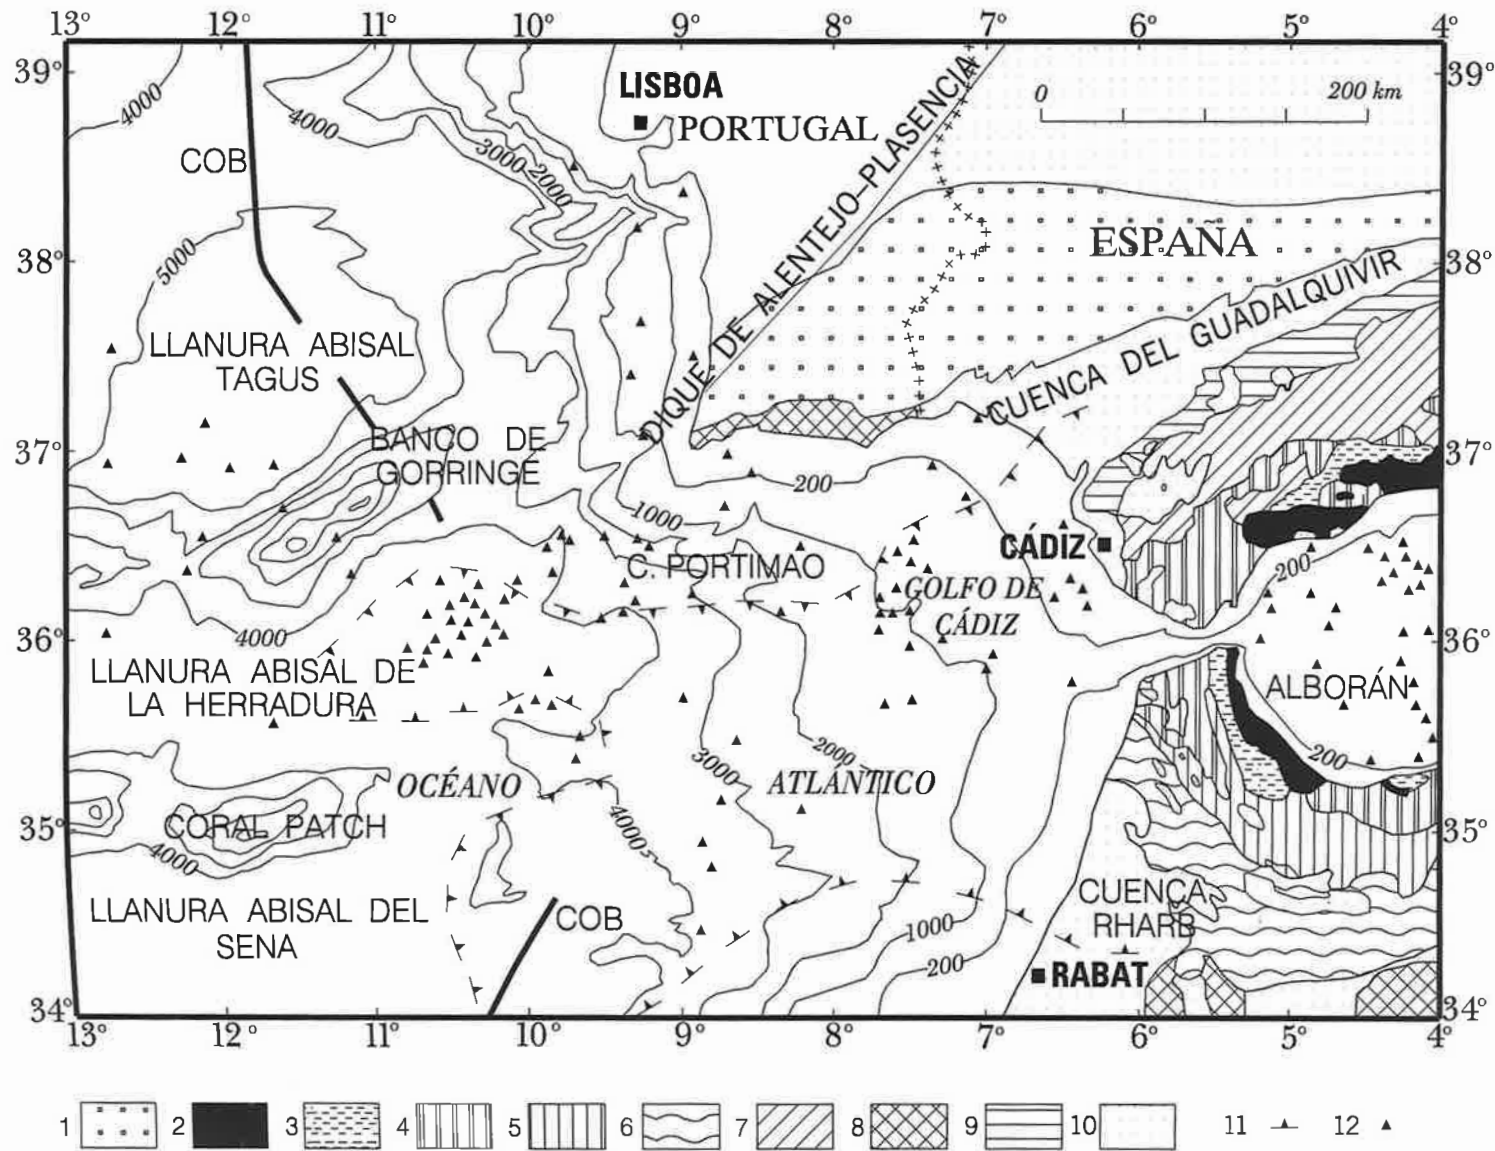 13° 12° 11° 10° 9° 8° 7° 6° 5° 4°
39° 39°
4000
LISBOA
0 200 km
4000
PORTUGAL
COB
3000 2000
DIQUE DE ALENTEJO–PLASENCIA
5000
ESPAÑA
38° 38°
CUENCA DEL GUADALQUIVIR
LLANURA ABISAL
TAGUS
BANCO DE
GORRINGE
37° 37°
200
1000
CÁDIZ
C. PORTIMAO
200
GOLFO DE
CÁDIZ
4000
36° 36°
LLANURA ABISAL DE
LA HERRADURA
ALBORÁN
2000
3000
200
OCÉANO
ATLÁNTICO
CORAL PATCH
35° 35°
4000
4000
LLANURA ABISAL DEL
SENA
COB
CUENCA
RHARB
1000
200
RABAT
34° 34°
13° 12° 11° 10° 9° 8° 7° 6° 5° 4°
1 2 3 4 5 6 7 8 9 10 11 12